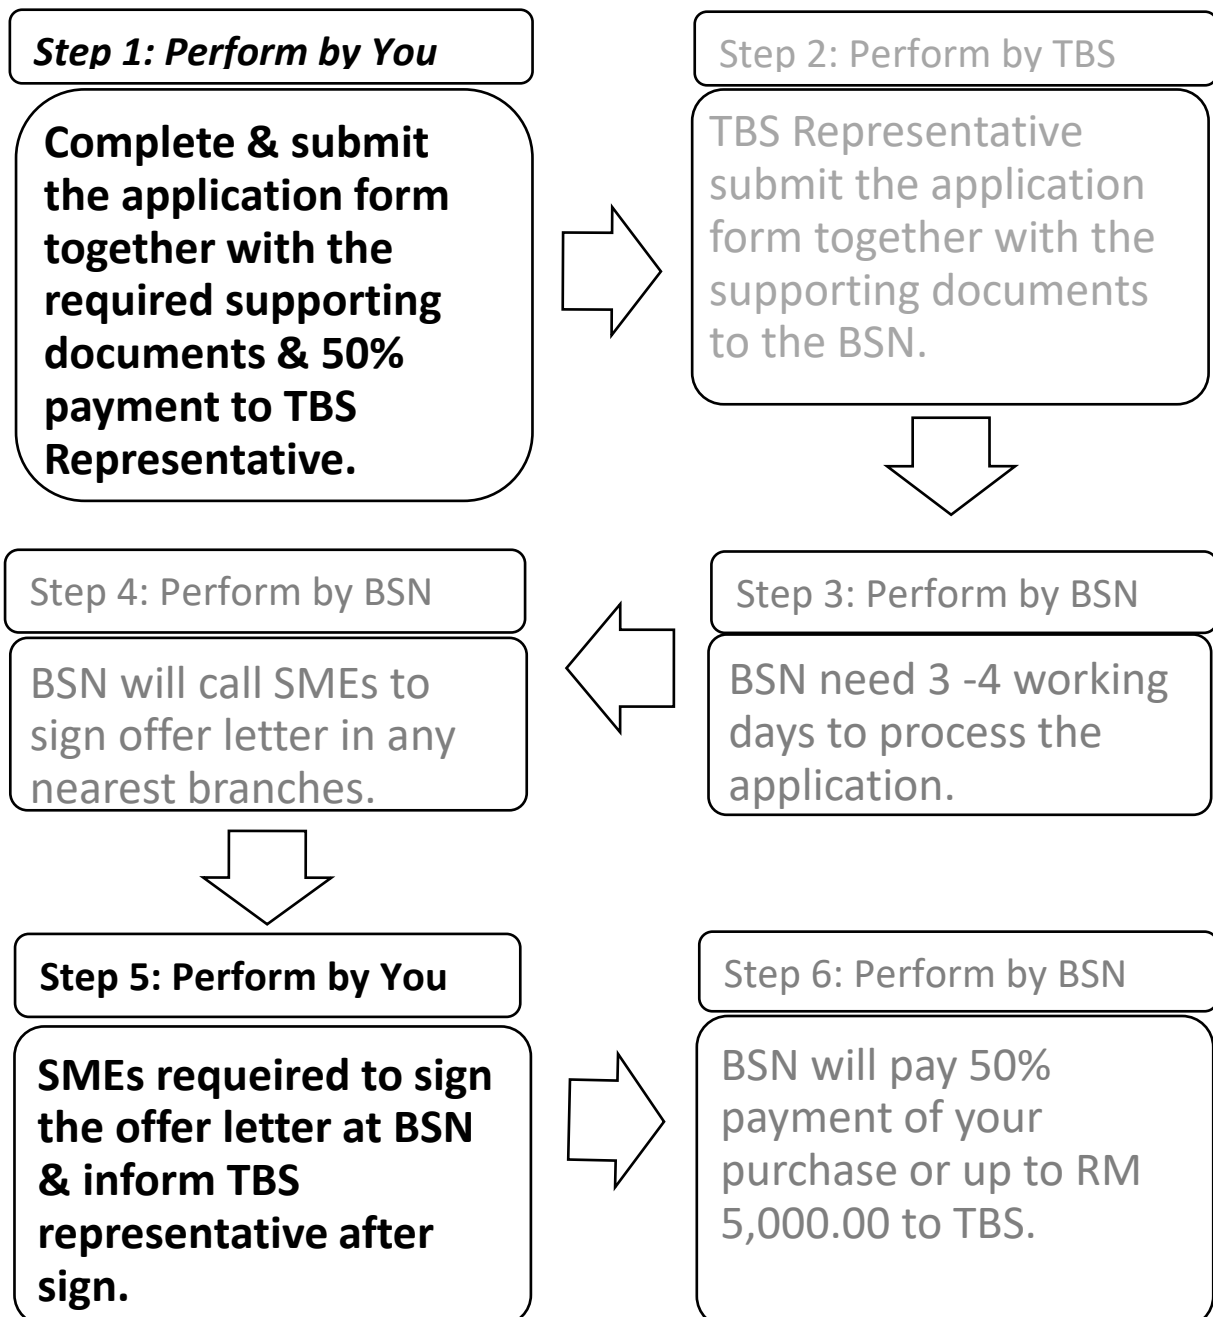 Step 1: Perform by You
Complete & submit
the application form
together with the
required supporting
documents & 50%
payment to TBS
Representative.
Step 2: Perform by TBS
TBS Representative
submit the application
form together with the
supporting documents
to the BSN.
Step 3: Perform by BSN
BSN need 3 -4 working
days to process the
application.
Step 4: Perform by BSN
BSN will call SMEs to
sign offer letter in any
nearest branches.
Step 5: Perform by You
SMEs requeired to sign
the offer letter at BSN
& inform TBS
representative after
sign.
Step 6: Perform by BSN
BSN will pay 50%
payment of your
purchase or up to RM
5,000.00 to TBS.